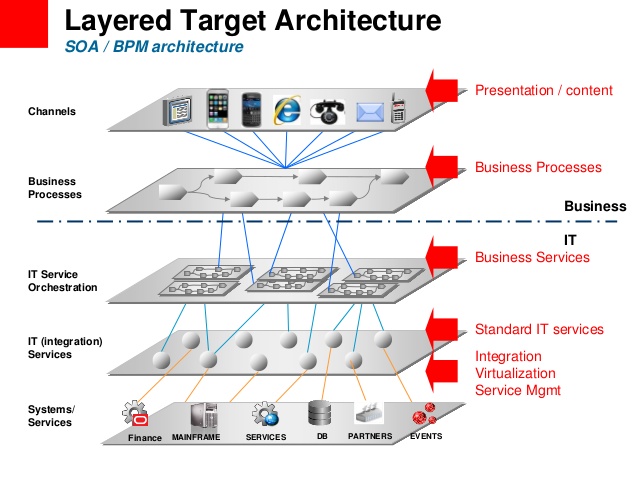 Layered Target Architecture
SOA / BPM architecture
Channels
Presentation / content
Business
Processes
Business Processes
Business
IT
IT Service
Orchestration
Business Services
IT (integration)
Services
Standard IT services
Integration
Virtualization
Service Mgmt
Systems/
Services
Finance
MAINFRAME
SERVICES
DB
PARTNERS
EVENTS